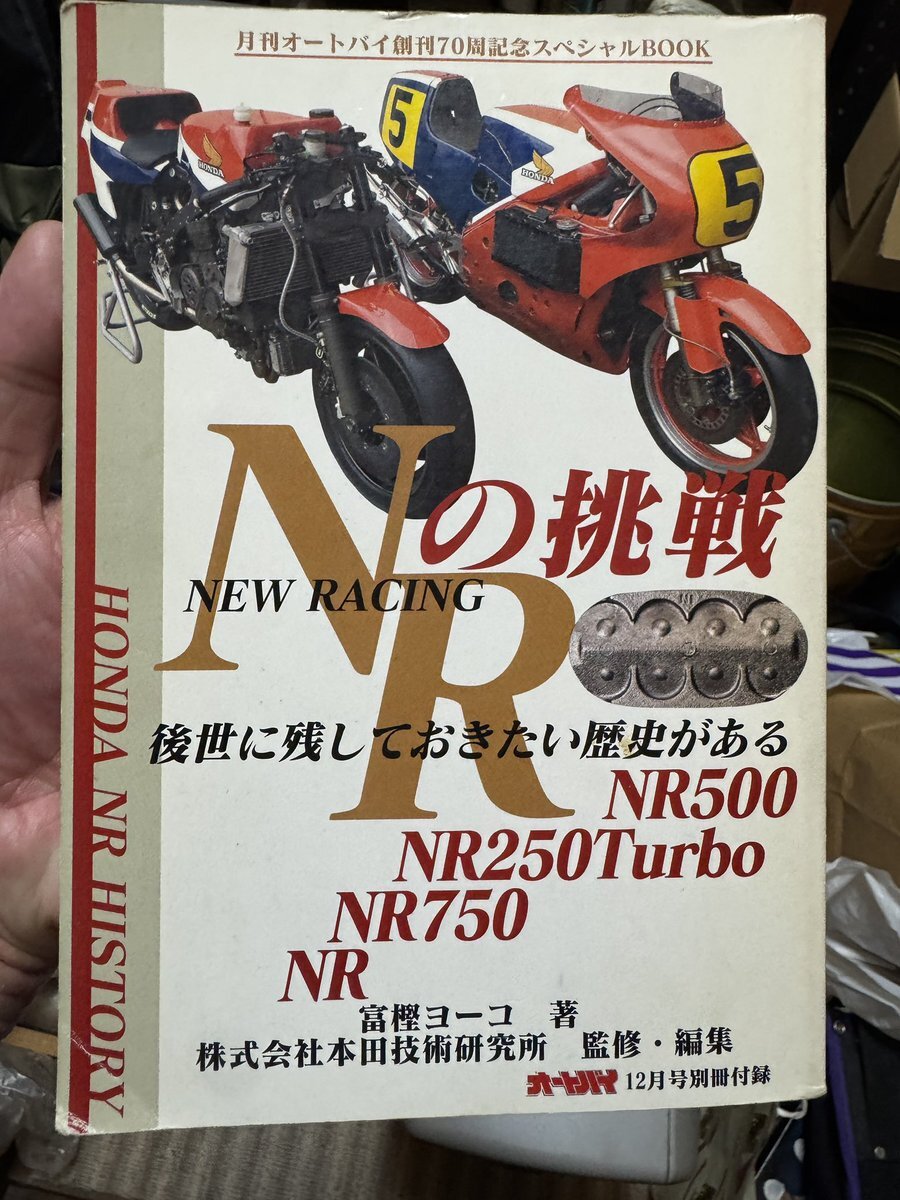 月刊オートバイ創刊70周記念スペシャルBOOK
5
5
HONDA
HONDA
NRの挑戦
NEW RACING
後世に残しておきたい歴史がある
NR500
NR250Turbo
NR750
NR
富樫ヨーコ 著
株式会社本田技術研究所 監修・編集
オートバイ 12月号別冊付録
HONDA NR HISTORY